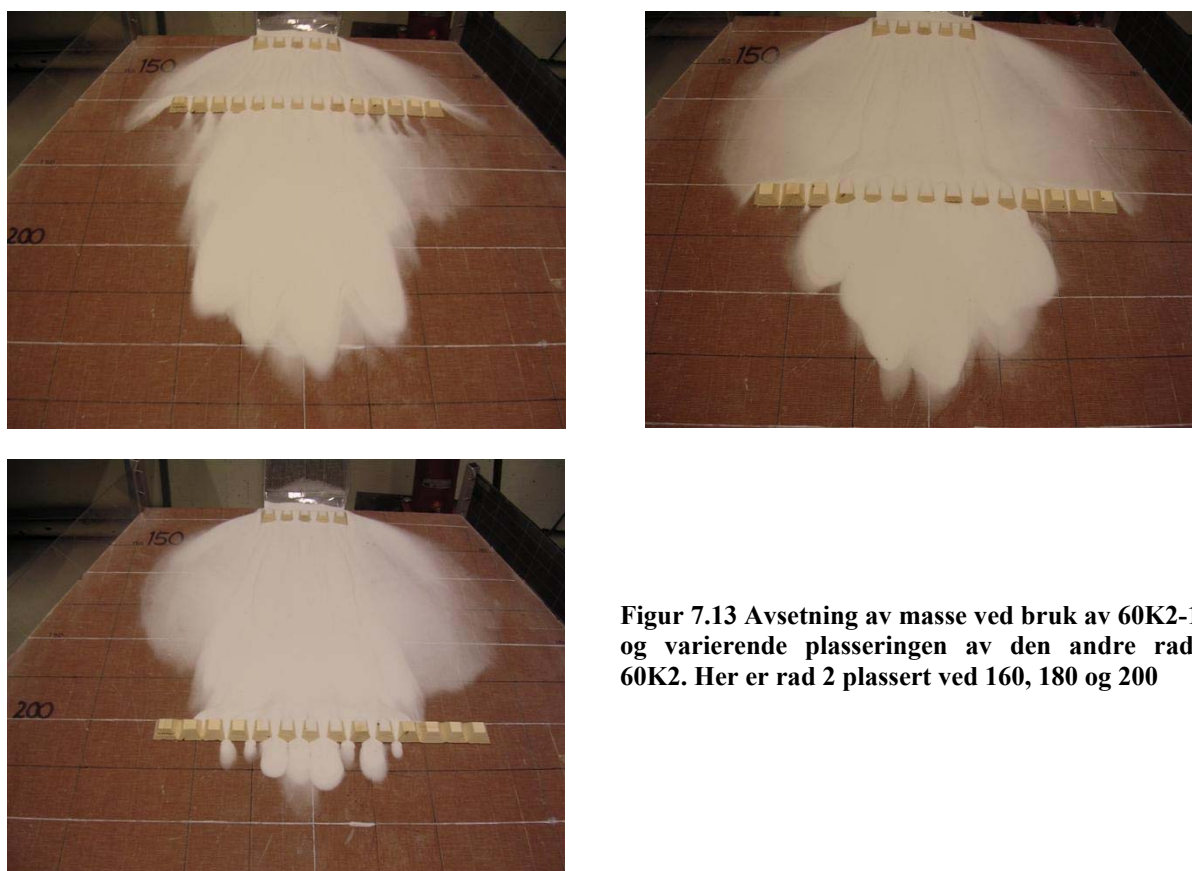 150
200
150
150
200
Figur 7.13 Avsetning av masse ved bruk av 60K2-1
og varierende plasseringen av den andre rad
60K2. Her er rad 2 plassert ved 160, 180 og 200